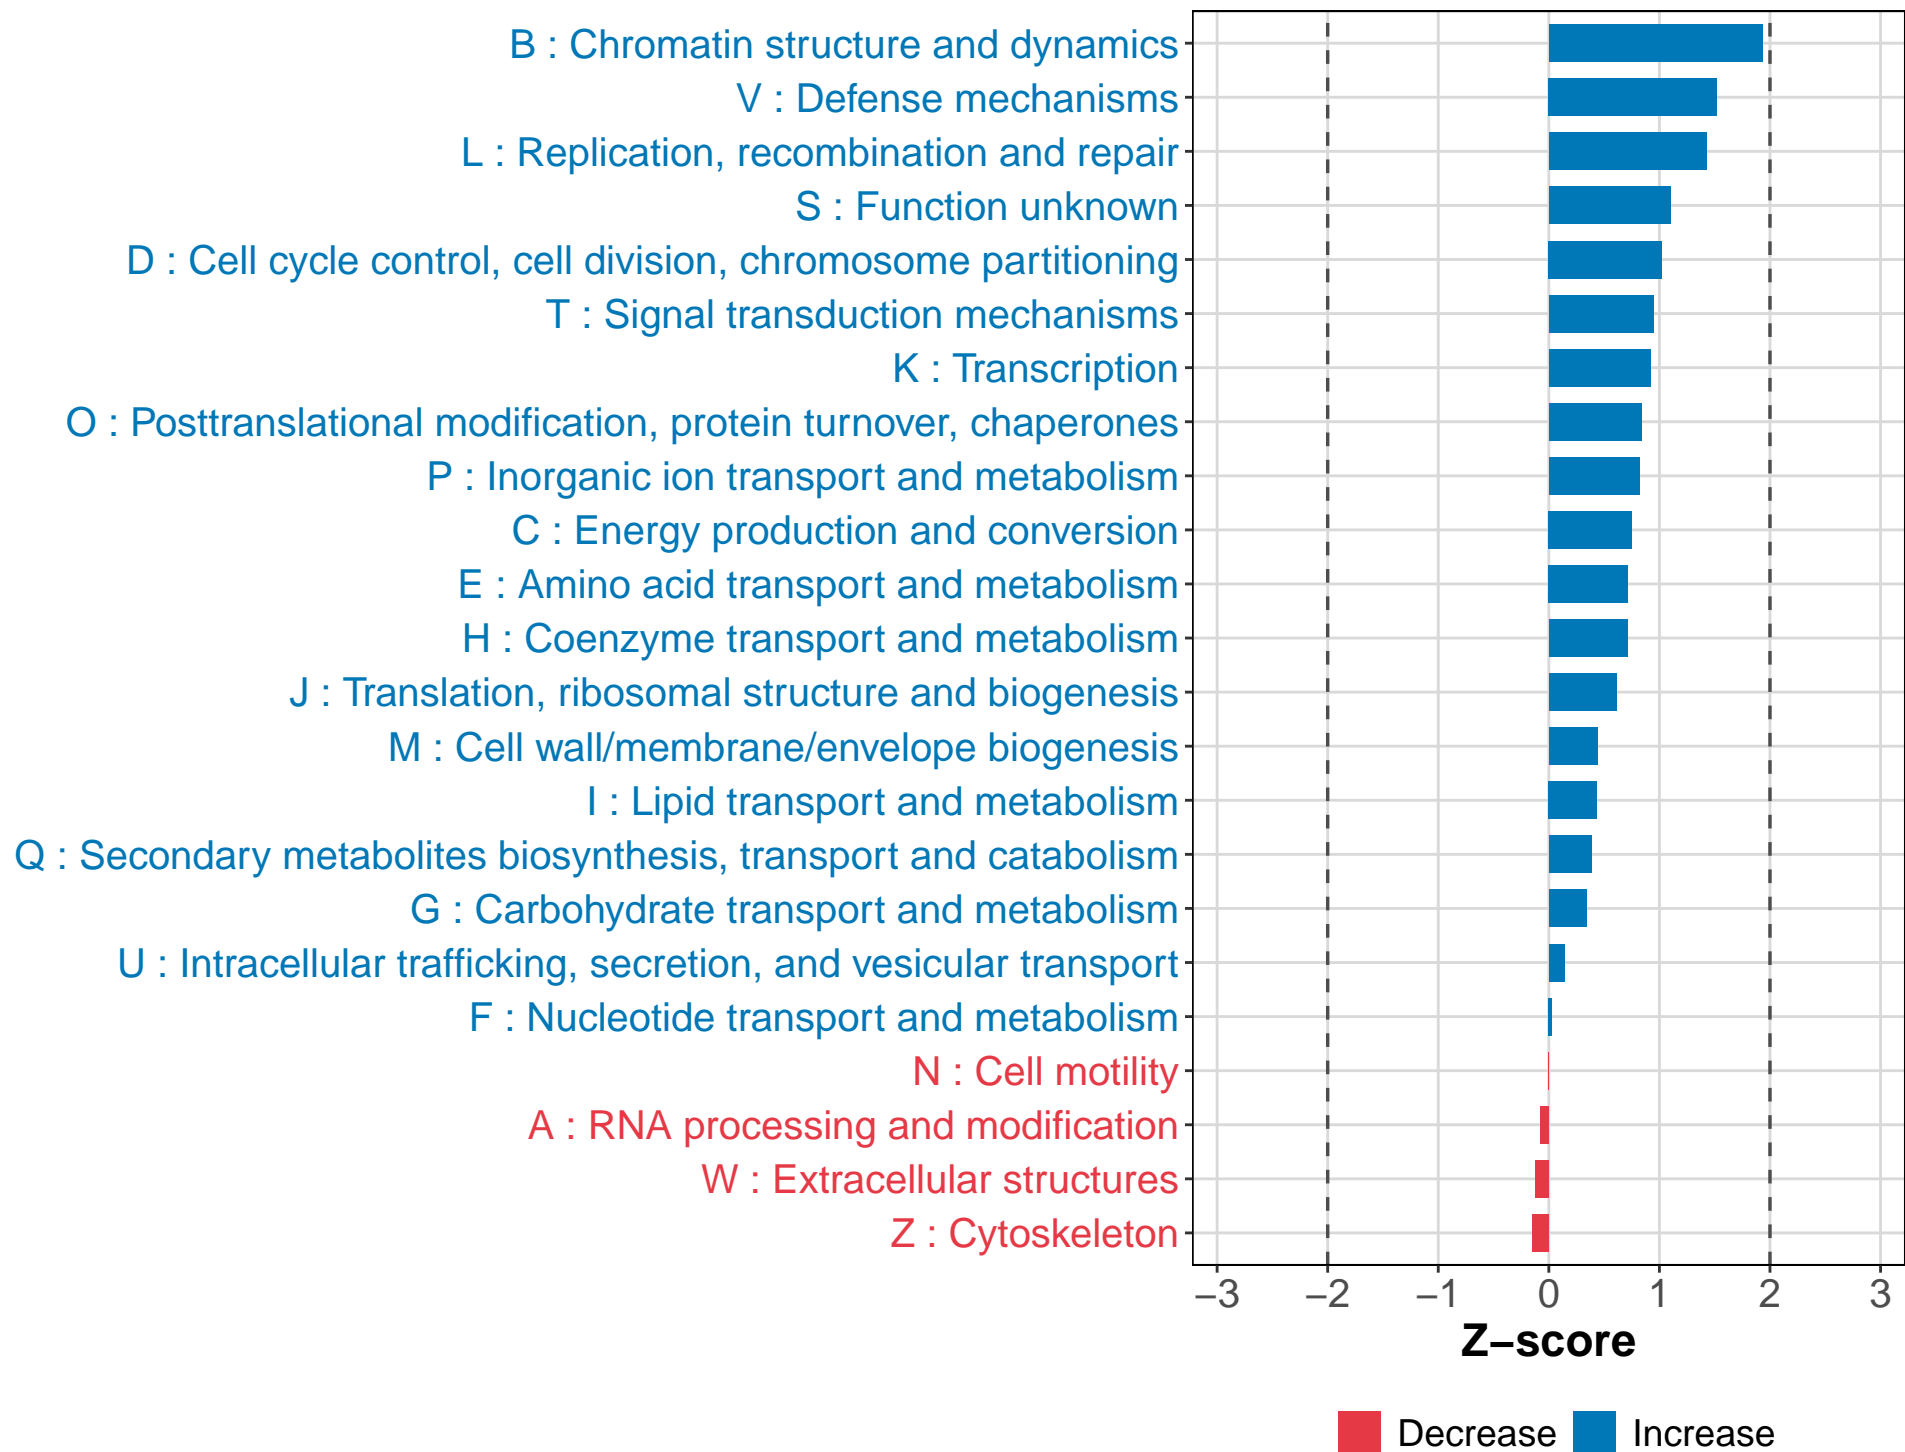 B : Chromatin structure and dynamics
V : Defense mechanisms
L : Replication, recombination and repair
S : Function unknown
D : Cell cycle control, cell division, chromosome partitioning
T : Signal transduction mechanisms
K : Transcription
O : Posttranslational modification, protein turnover, chaperones
P : Inorganic ion transport and metabolism
C : Energy production and conversion
E : Amino acid transport and metabolism
H : Coenzyme transport and metabolism
J : Translation, ribosomal structure and biogenesis
M : Cell wall/membrane/envelope biogenesis
I : Lipid transport and metabolism
Q : Secondary metabolites biosynthesis, transport and catabolism
G : Carbohydrate transport and metabolism
U : Intracellular trafficking, secretion, and vesicular transport
F : Nucleotide transport and metabolism
N : Cell motility
A : RNA processing and modification
W : Extracellular structures
Z : Cytoskeleton
−3 −2 −1 0 1 2 3
Z−score
Decrease Increase